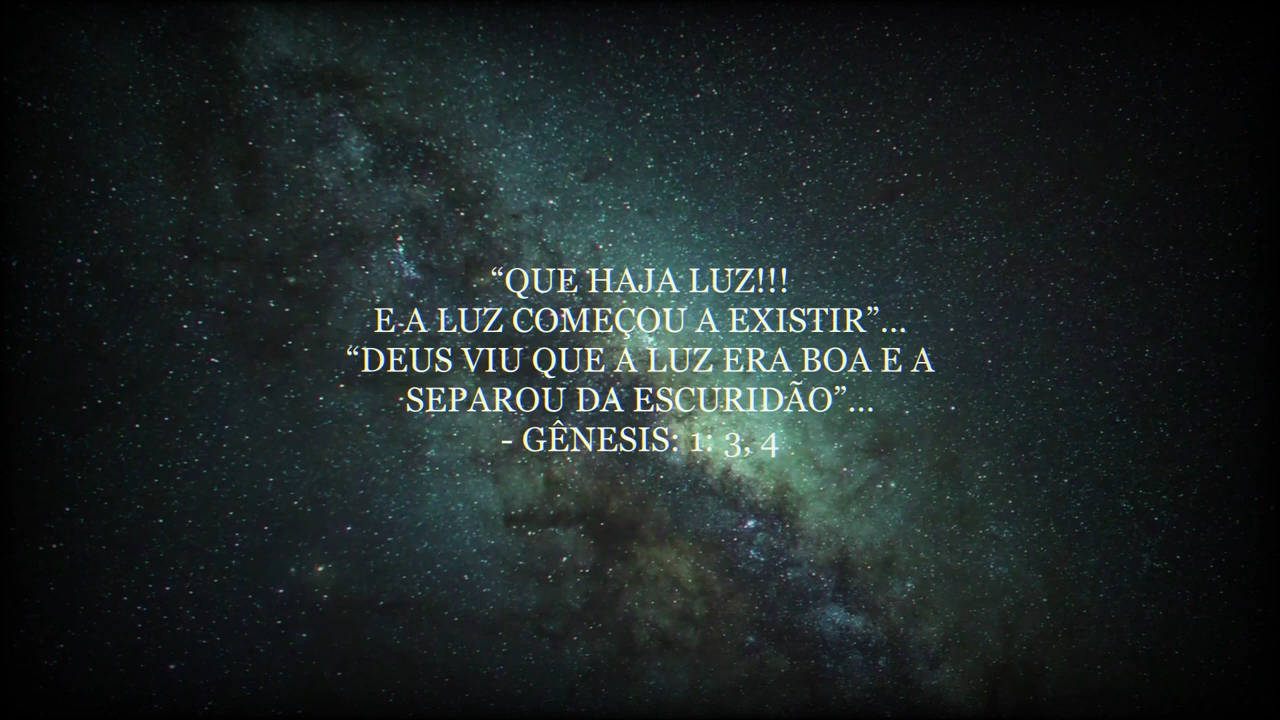 “QUE HAJA LUZ!!!
E A LUZ COMEÇOU A EXISTIR”...
“DEUS VIU QUE A LUZ ERA BOA E A
SEPAROU DA ESCURIDÃO”...
- GÊNESIS: 1: 3, 4